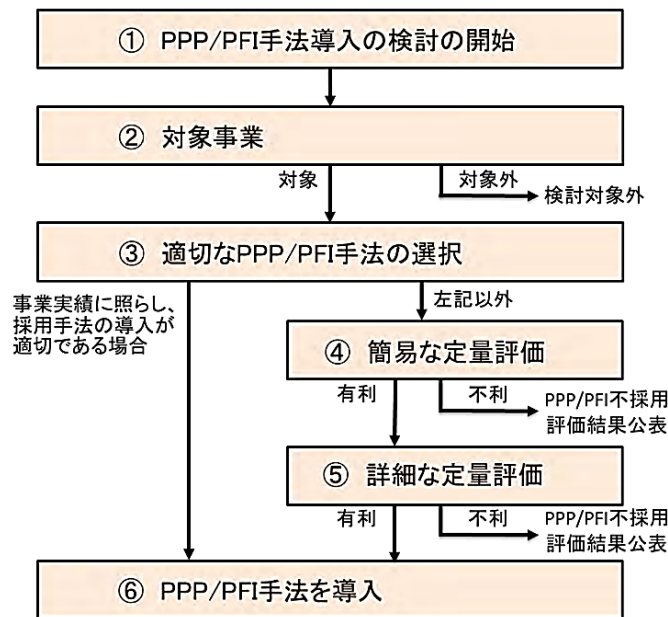 ① PPP/PFI手法導入の検討の開始
② 対象事業
対象
対象外
検討対象外
③ 適切なPPP/PFI手法の選択
事業実績に照らし、
採用手法の導入が
適切である場合
左記以外
④ 簡易な定量評価
有利
不利
PPP/PFI不採用
評価結果公表
⑤ 詳細な定量評価
有利
不利
PPP/PFI不採用
評価結果公表
⑥ PPP/PFI手法を導入